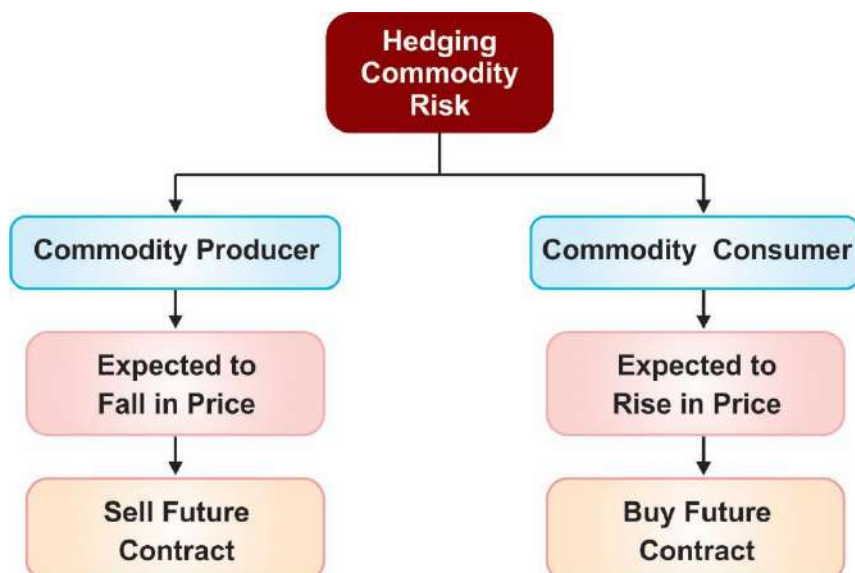 Hedging
Commodity
Risk
Commodity Producer
Commodity Consumer
Expected to
Fall in Price
Expected to
Rise in Price
Sell Future
Contract
Buy Future
Contract